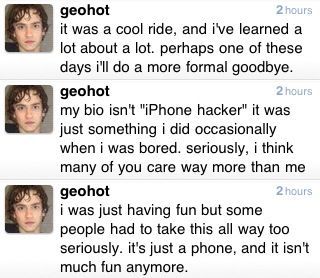 geohot 2 hours
it was a cool ride, and i've learned a
lot about a lot. perhaps one of these
days i'll do a more formal goodbye.
geohot 2 hours
my bio isn't "iPhone hacker" it was
just something i did occasionally
when i was bored. seriously, i think
many of you care way more than me
geohot 2 hours
i was just having fun but some
people had to take this all way too
seriously. it's just a phone, and it isn't
much fun anymore.